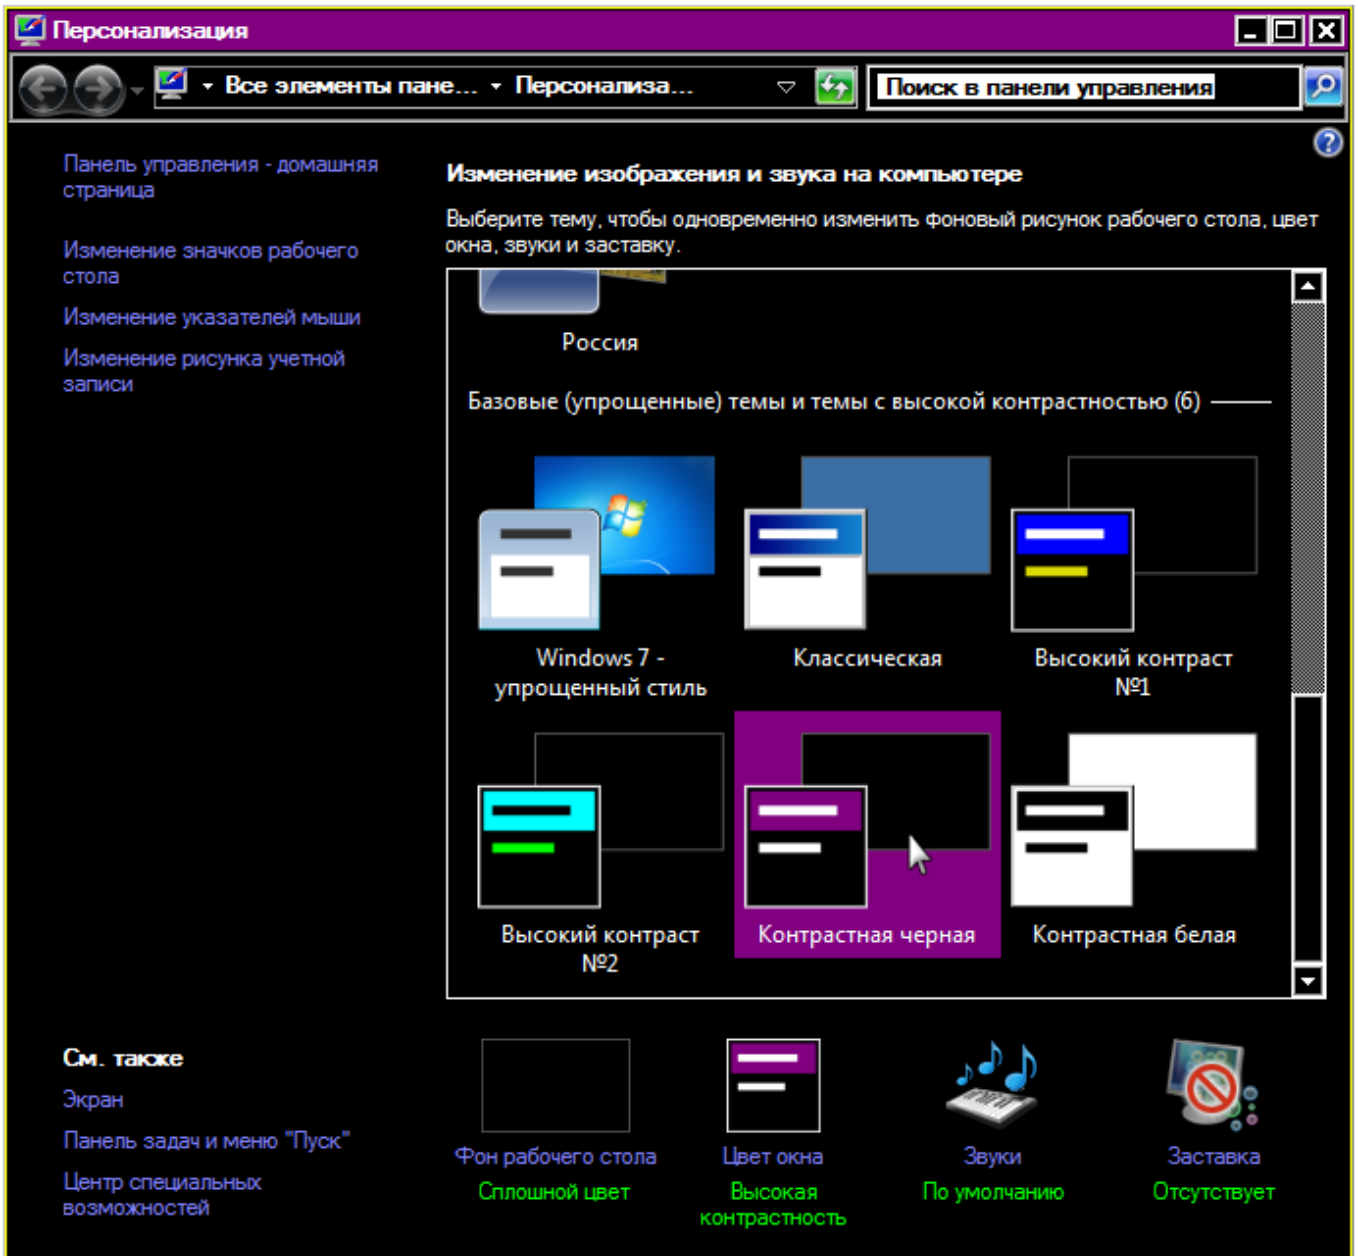 Персонализация
Все элементы пане... Персонализа...
Поиск в панели управления
Панель управления - домашняя
страница
Изменение значков рабочего
стола
Изменение указателей мыши
Изменение рисунка учетной
записи
Изменение изображения и звука на компьютере
Выберите тему, чтобы одновременно изменить фоновый рисунок рабочего стола, цвет
окна, звуки и заставку.
Россия
Базовые (упрощенные) темы и темы с высокой контрастностью (6)
Windows 7 -
упрощенный стиль
Классическая
Высокий контраст
№1
Высокий контраст
№2
Контрастная черная
Контрастная белая
См. также
Экран
Панель задач и меню "Пуск"
Центр специальных
возможностей
Фон рабочего стола
Сплошной цвет
Цвет окна
Высокая
контрастность
Звуки
По умолчанию
Заставка
Отсутствует